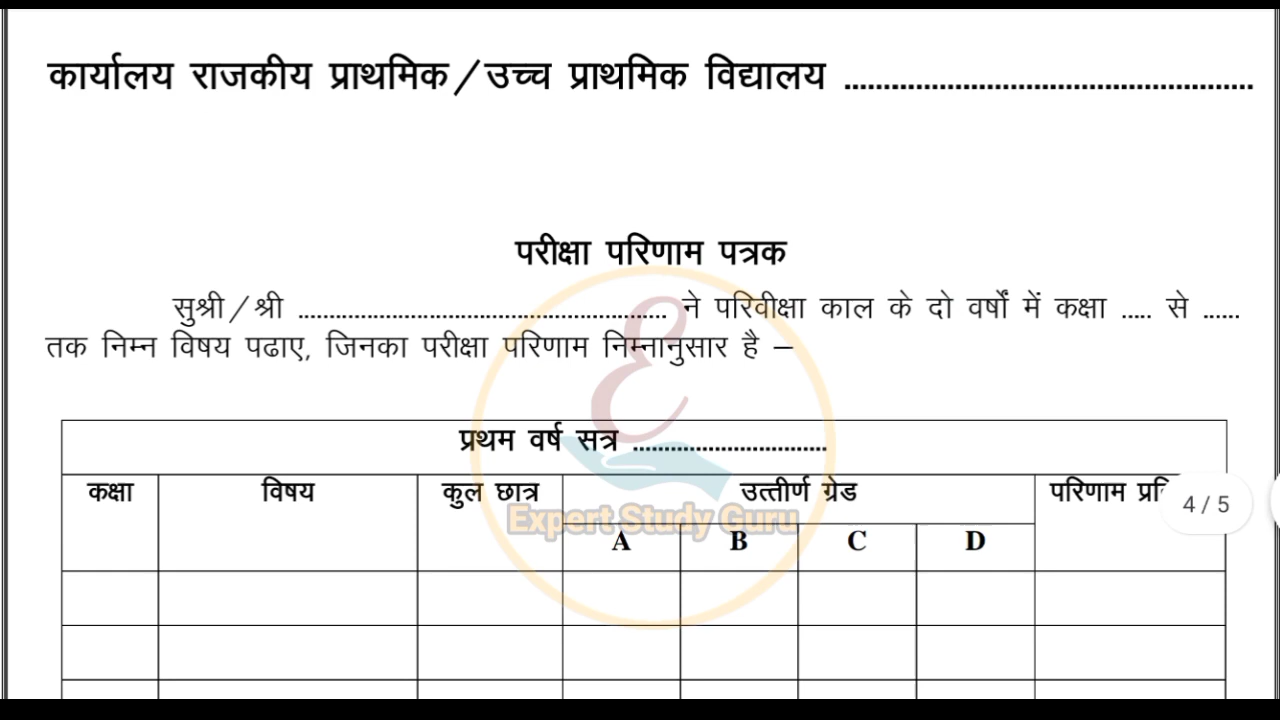 कार्यालय राजकीय प्राथमिक/उच्च प्राथमिक विद्यालय ....................................................
परीक्षा परिणाम पत्रक
सुश्री/श्री ........................................................... ने परिवीक्षा काल के दो वर्षों में कक्षा ..... से ......
तक निम्न विषय पढाए, जिनका परीक्षा परिणाम निम्नानुसार है –
प्रथम वर्ष सत्र ...............................
कक्षा विषय कुल छात्र उत्तीर्ण ग्रेड परिणाम
4 / 5
Expert Study Guru
A B C D